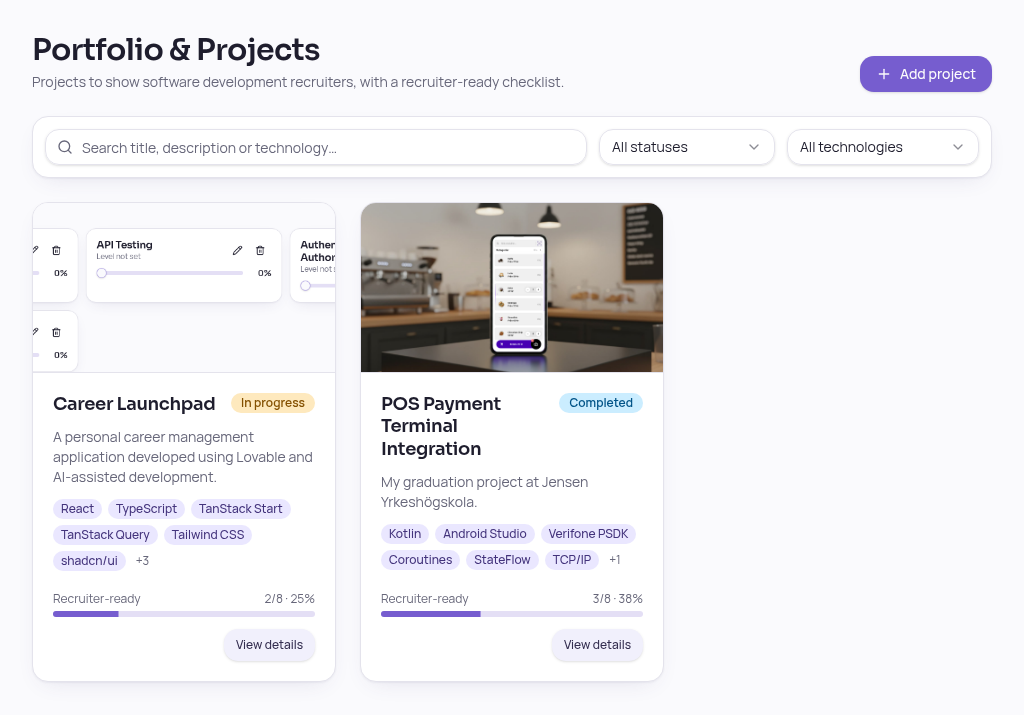 Portfolio & Projects
Projects to show software development recruiters, with a recruiter-ready checklist.
Add project
Search title, description or technology...
All statuses
All technologies
API Testing
Level not set
0%
0%
0%
Career Launchpad
In progress
A personal career management
application developed using Lovable and
AI-assisted development.
React
TypeScript
TanStack Start
TanStack Query
Tailwind CSS
shadcn/ui
+3
Recruiter-ready
2/8 · 25%
View details
POS Payment
Terminal
Integration
Completed
My graduation project at Jensen
Yrkeshögskola.
Kotlin
Android Studio
Verifone PSDK
Coroutines
StateFlow
TCP/IP
+1
Recruiter-ready
3/8 · 38%
View details